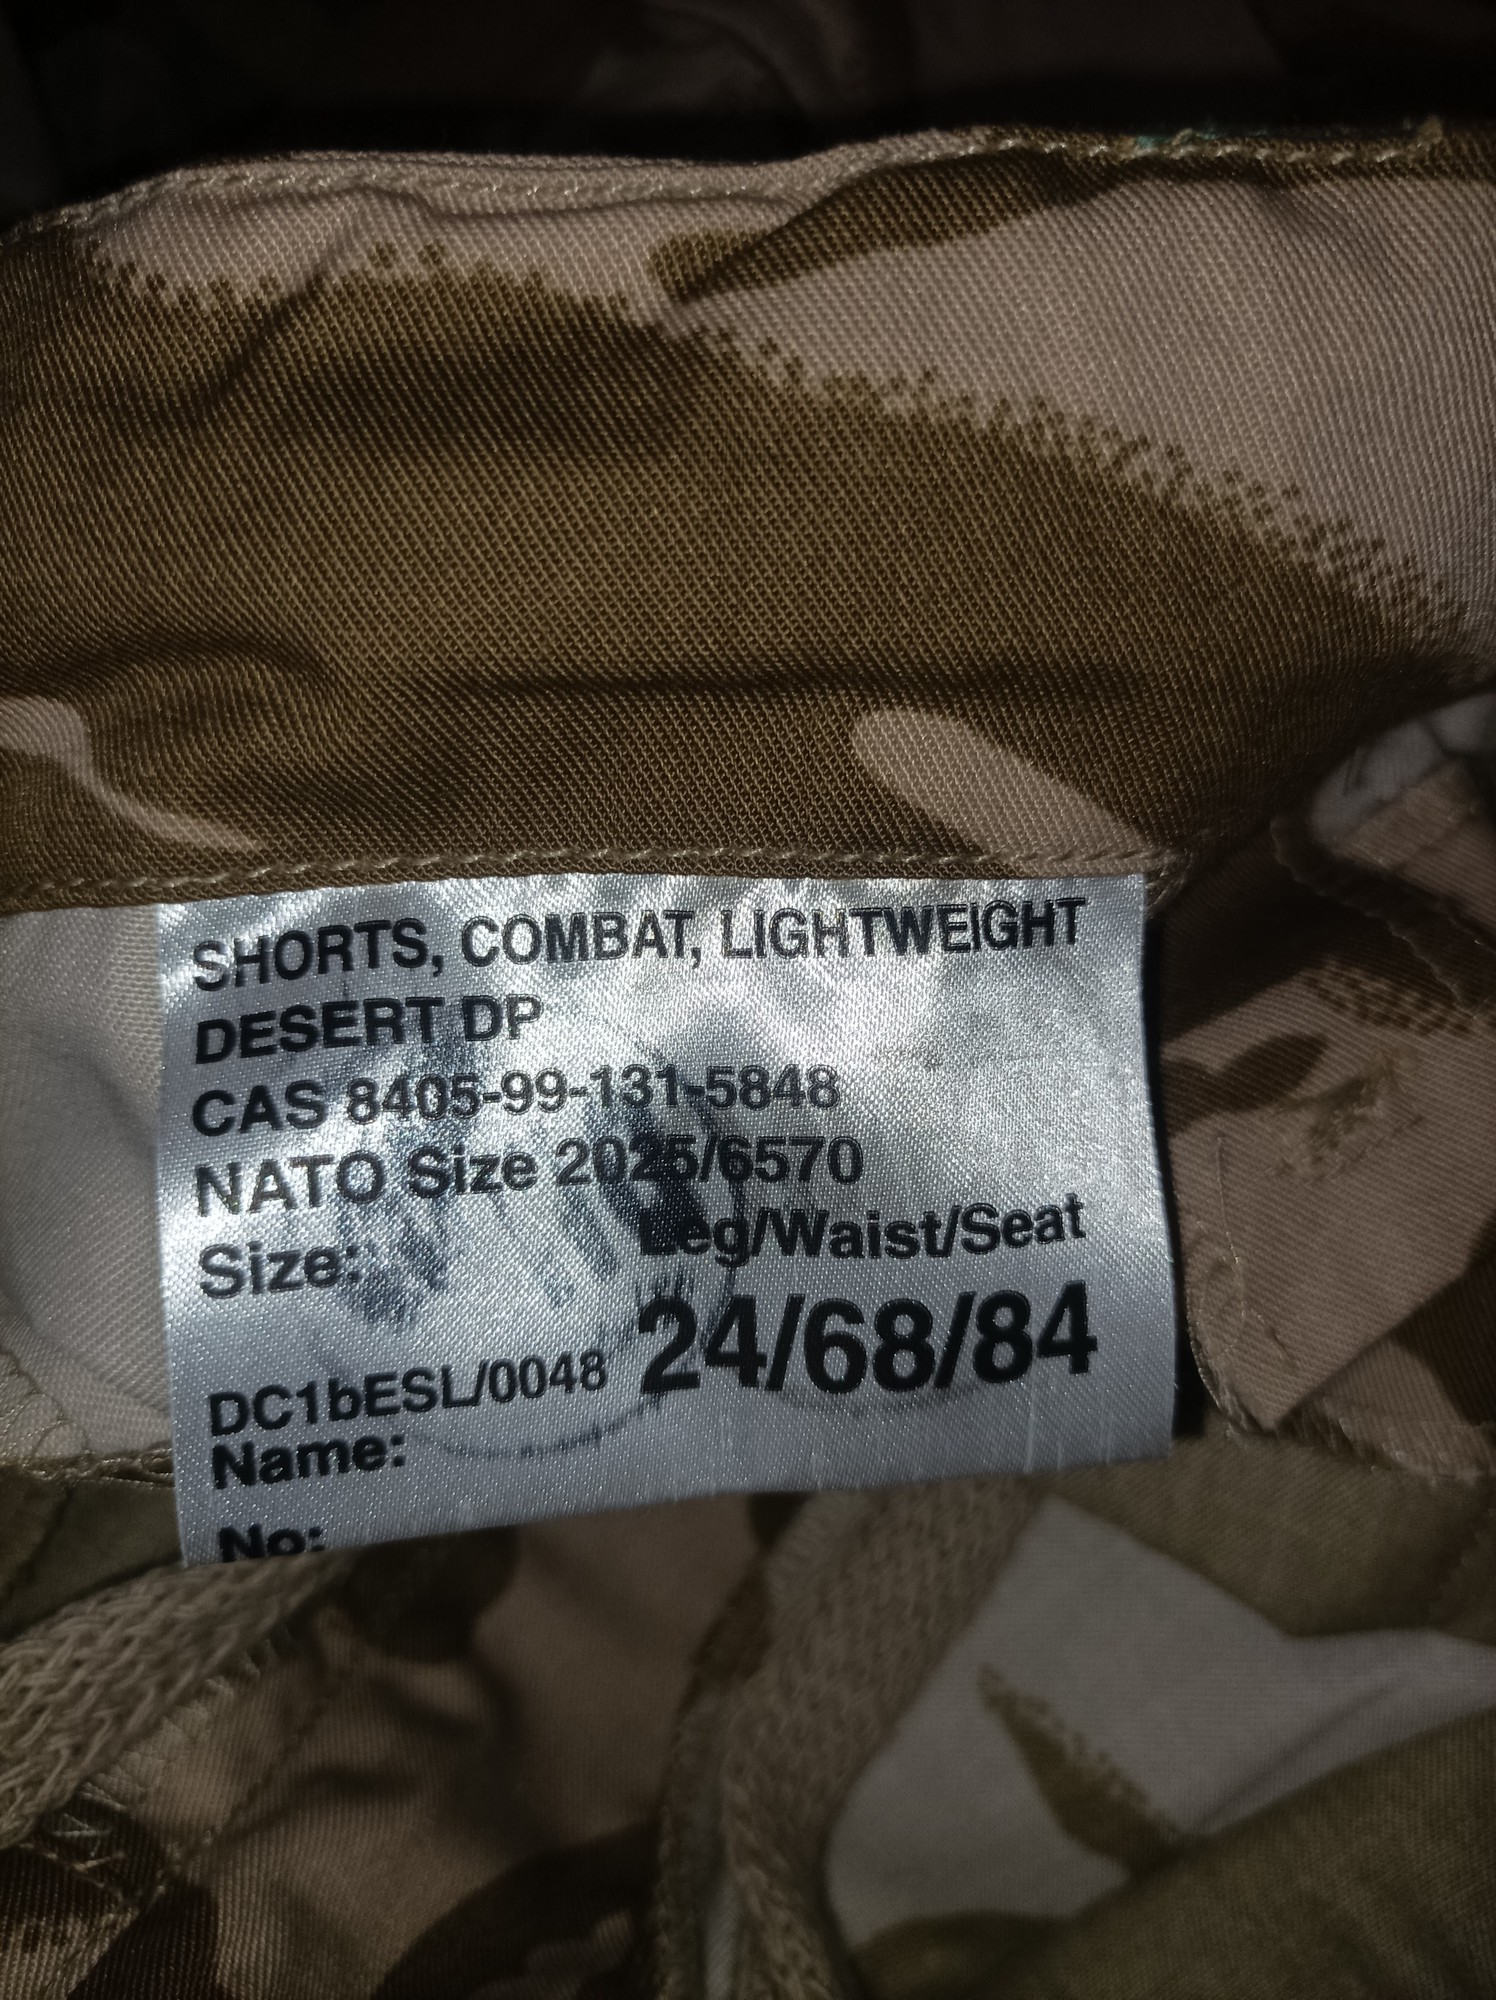 SHORTS, COMBAT, LIGHTWEIGHT
DESERT DP
CAS 8405-99-131-5848
NATO Size 2025/6570
Size: Leg/Waist/Seat
DC1bESL/0048 24/68/84
Name:
No: